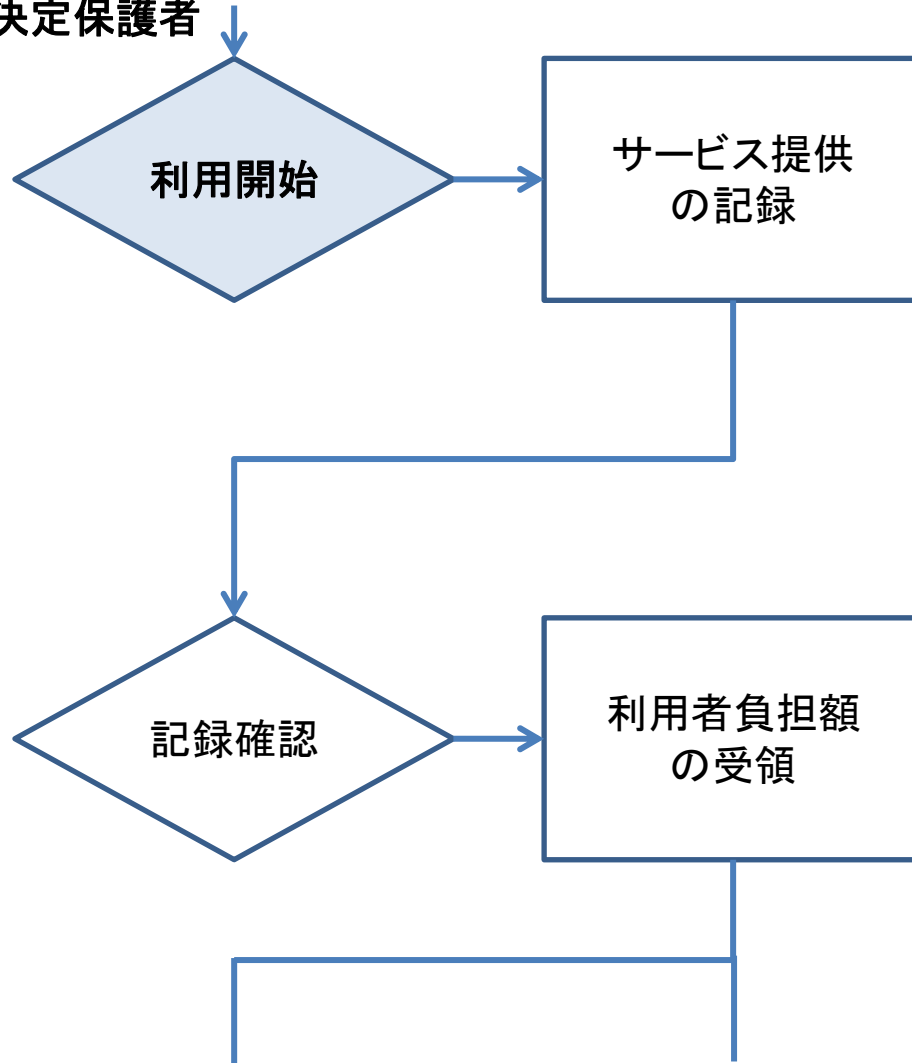 決定保護者
利用開始
サービス提供
の記録
記録確認
利用者負担額
の受領